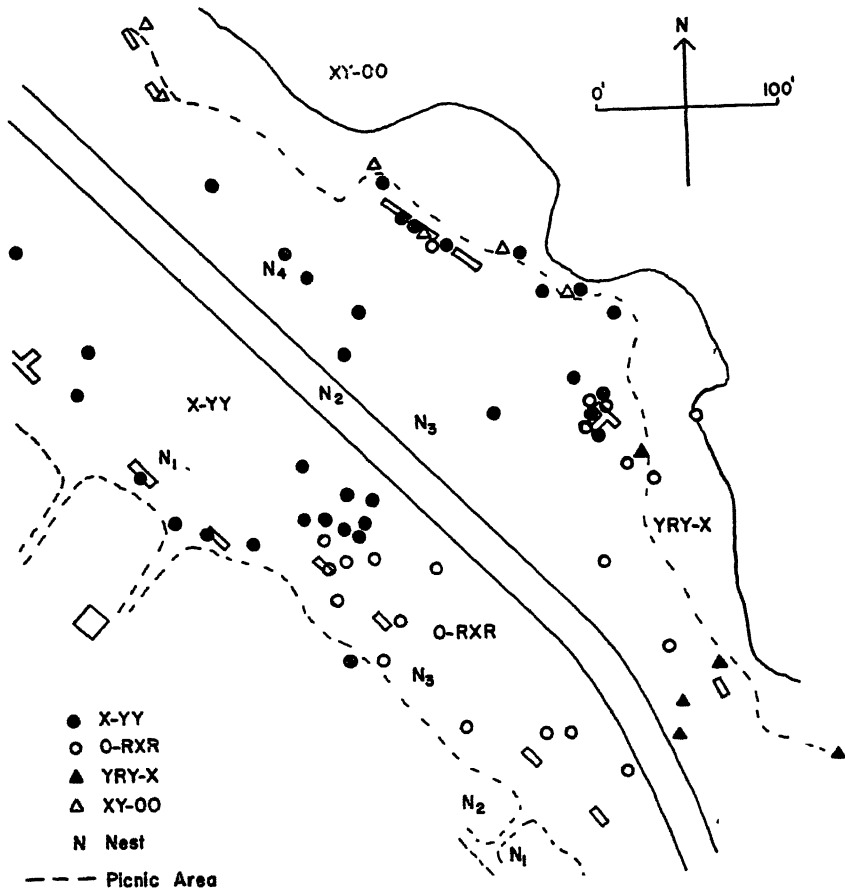 XY-OO
N
0' 100'
N4
N2
X-YY
N3
N1
YRY-X
O-RXR
N3
N2
N1
X-YY
O-RXR
YRY-X
XY-OO
N Nest
Picnic Area